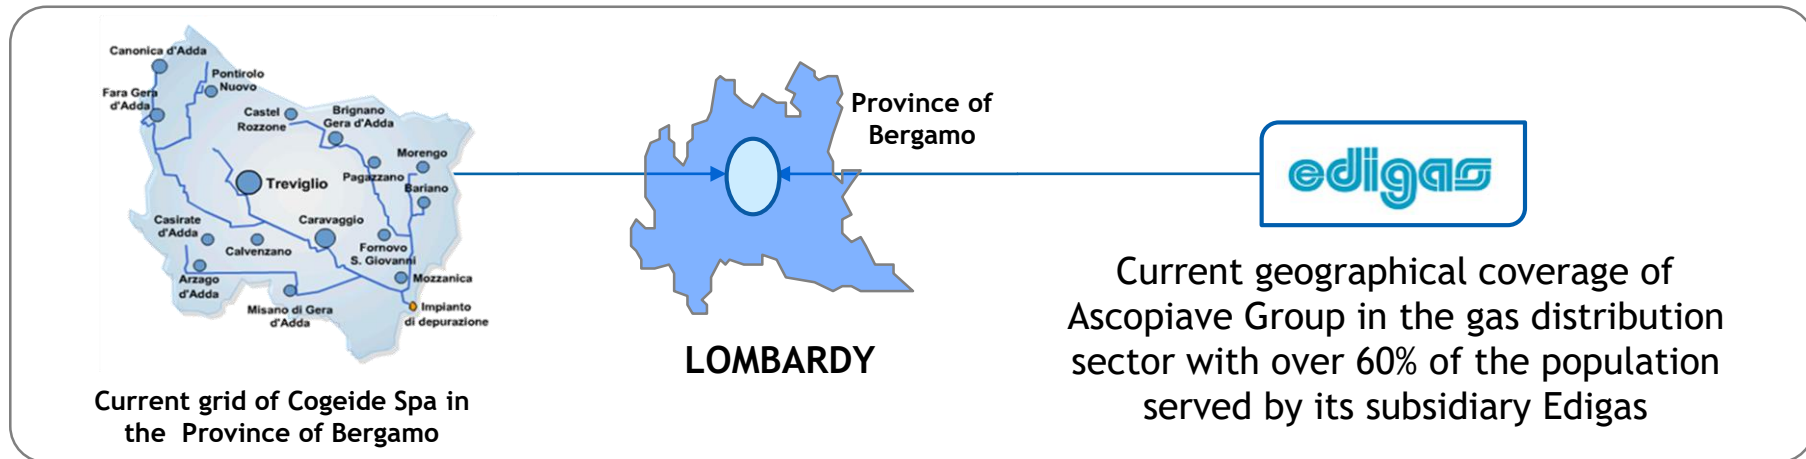 Canonica d'Adda
Pontirolo
Nuovo
Fara Gera
d'Adda
Castel
Rozzone
Brignano
Gera d'Adda
Morengo
Pagazzano
Bariano
Treviglio
Casirate
d'Adda
Caravaggio
Calvenzano
Fornovo
S. Giovanni
Arzago
d'Adda
Mozzanica
Misano di Gera
d'Adda
Impianto
di depurazione
Current grid of Cogeide Spa in
the Province of Bergamo
Province of
Bergamo
LOMBARDY
edigas
Current geographical coverage of
Ascopiave Group in the gas distribution
sector with over 60% of the population
served by its subsidiary Edigas